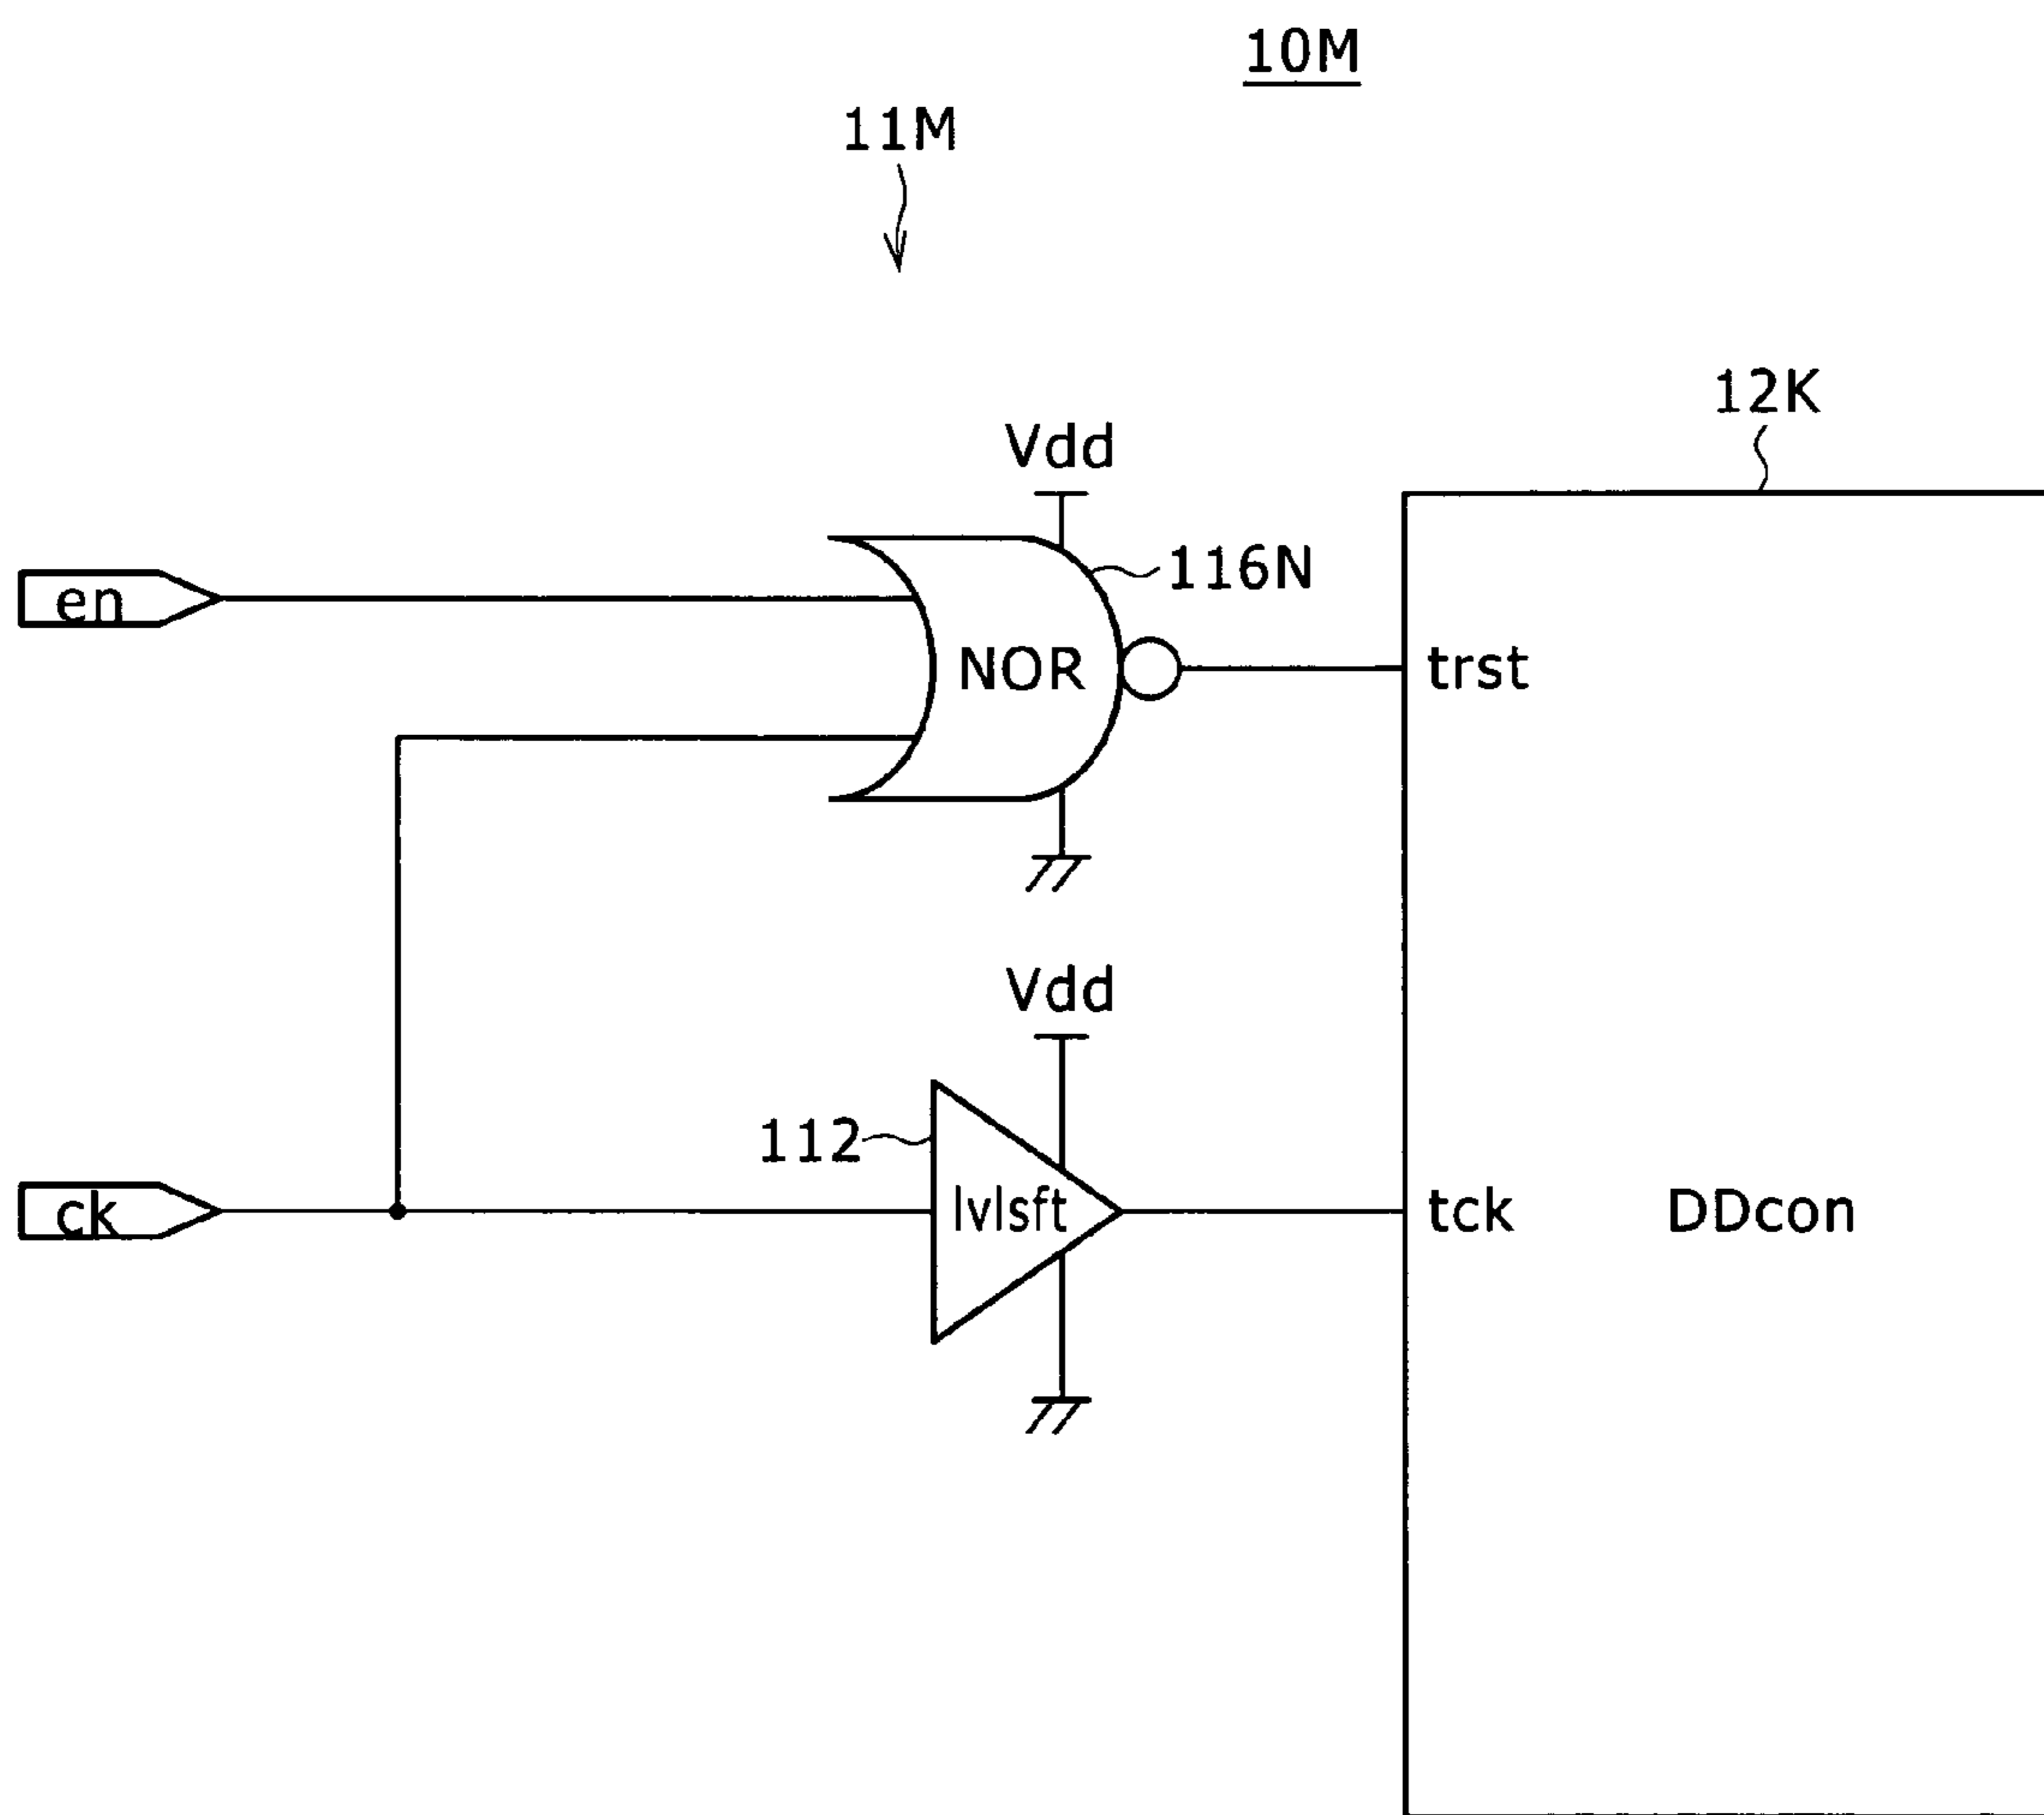 10M
11M
12K
Vdd
116N
en
NOR
trst
Vdd
112
ck
lvlsft
tck
DDcon